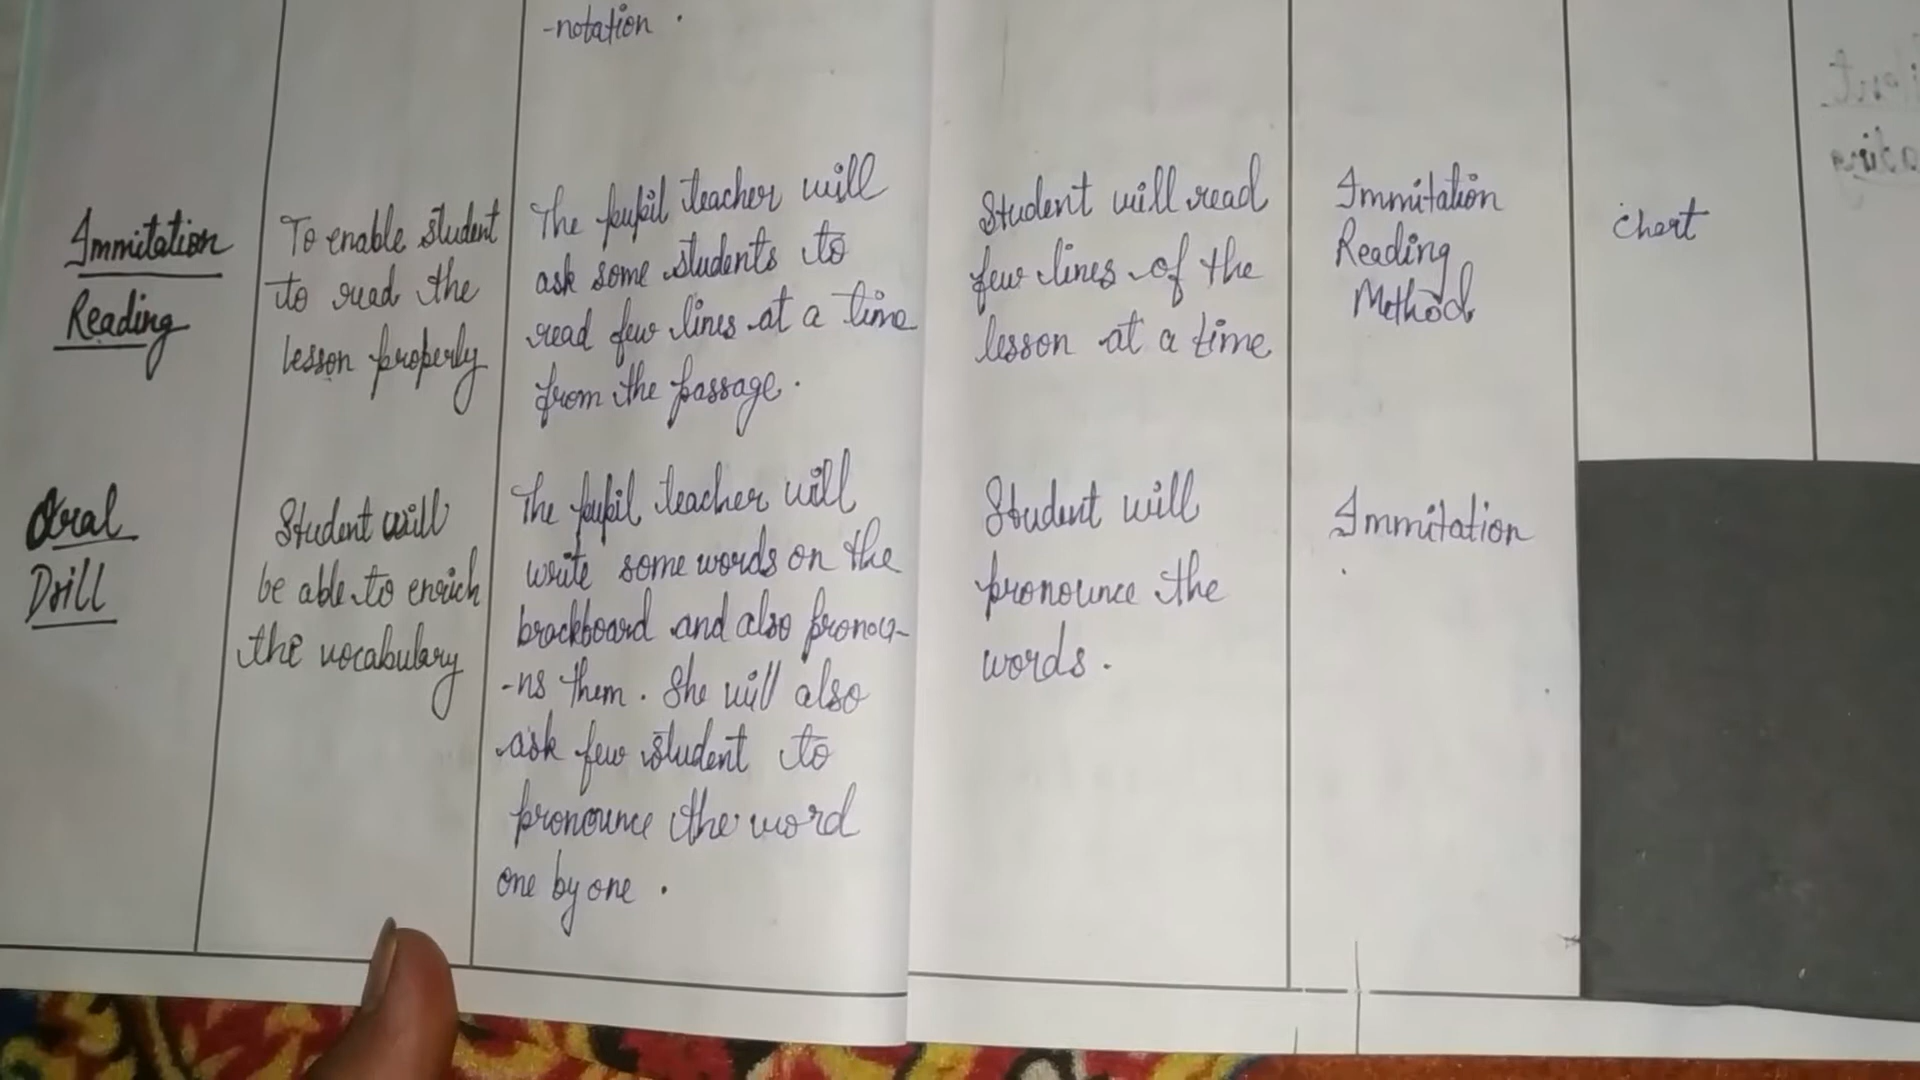 -notation.
Immitation
Reading
To enable student
to read the
lesson properly
The pupil teacher will
ask some students to
read few lines at a time
from the passage.
Student will read
few lines of the
lesson at a time
Immitation
Reading
Method
chart
Oral
Drill
Student will
be able to enrich
the vocabulary
The pupil teacher will
write some words on the
brackboard and also pronou-
-ns them. She will also
ask few student to
pronounce the word
one by one.
Student will
pronounce the
words.
Immitation